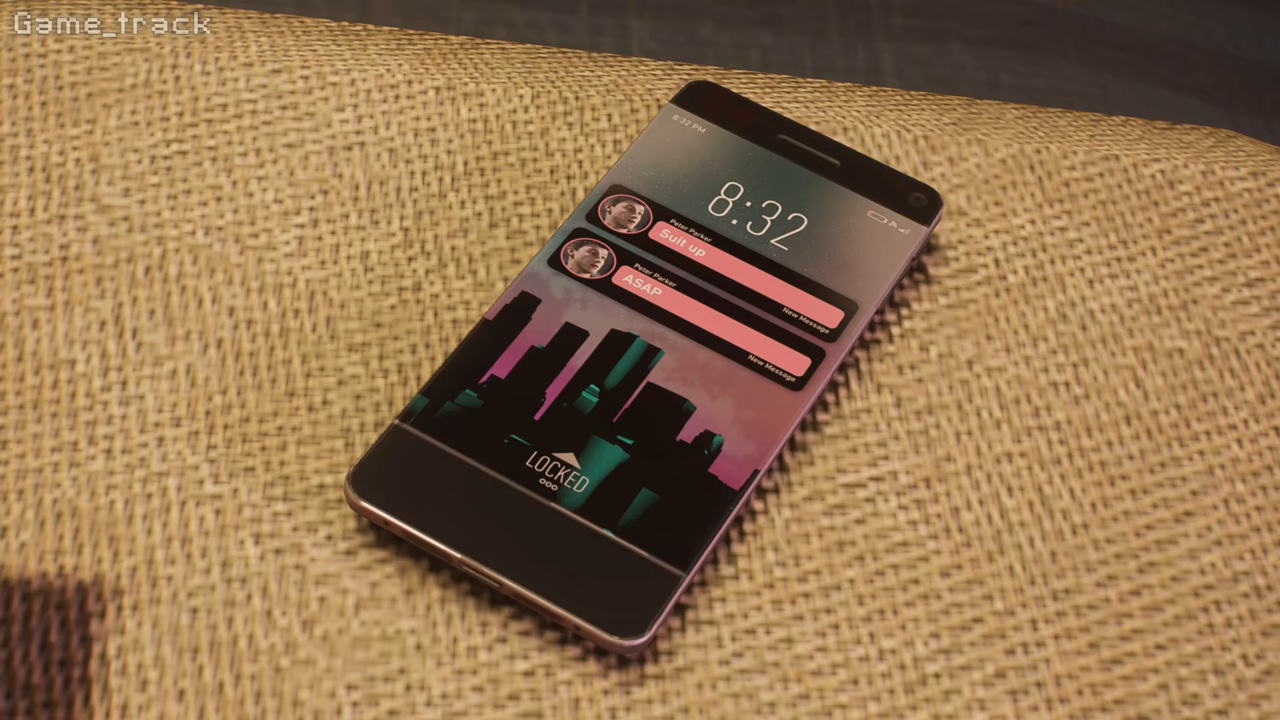 Game_track
8:32 PM
8:32
Peter Parker
Suit up
New Message
Peter Parker
ASAP
New Message
LOCKED